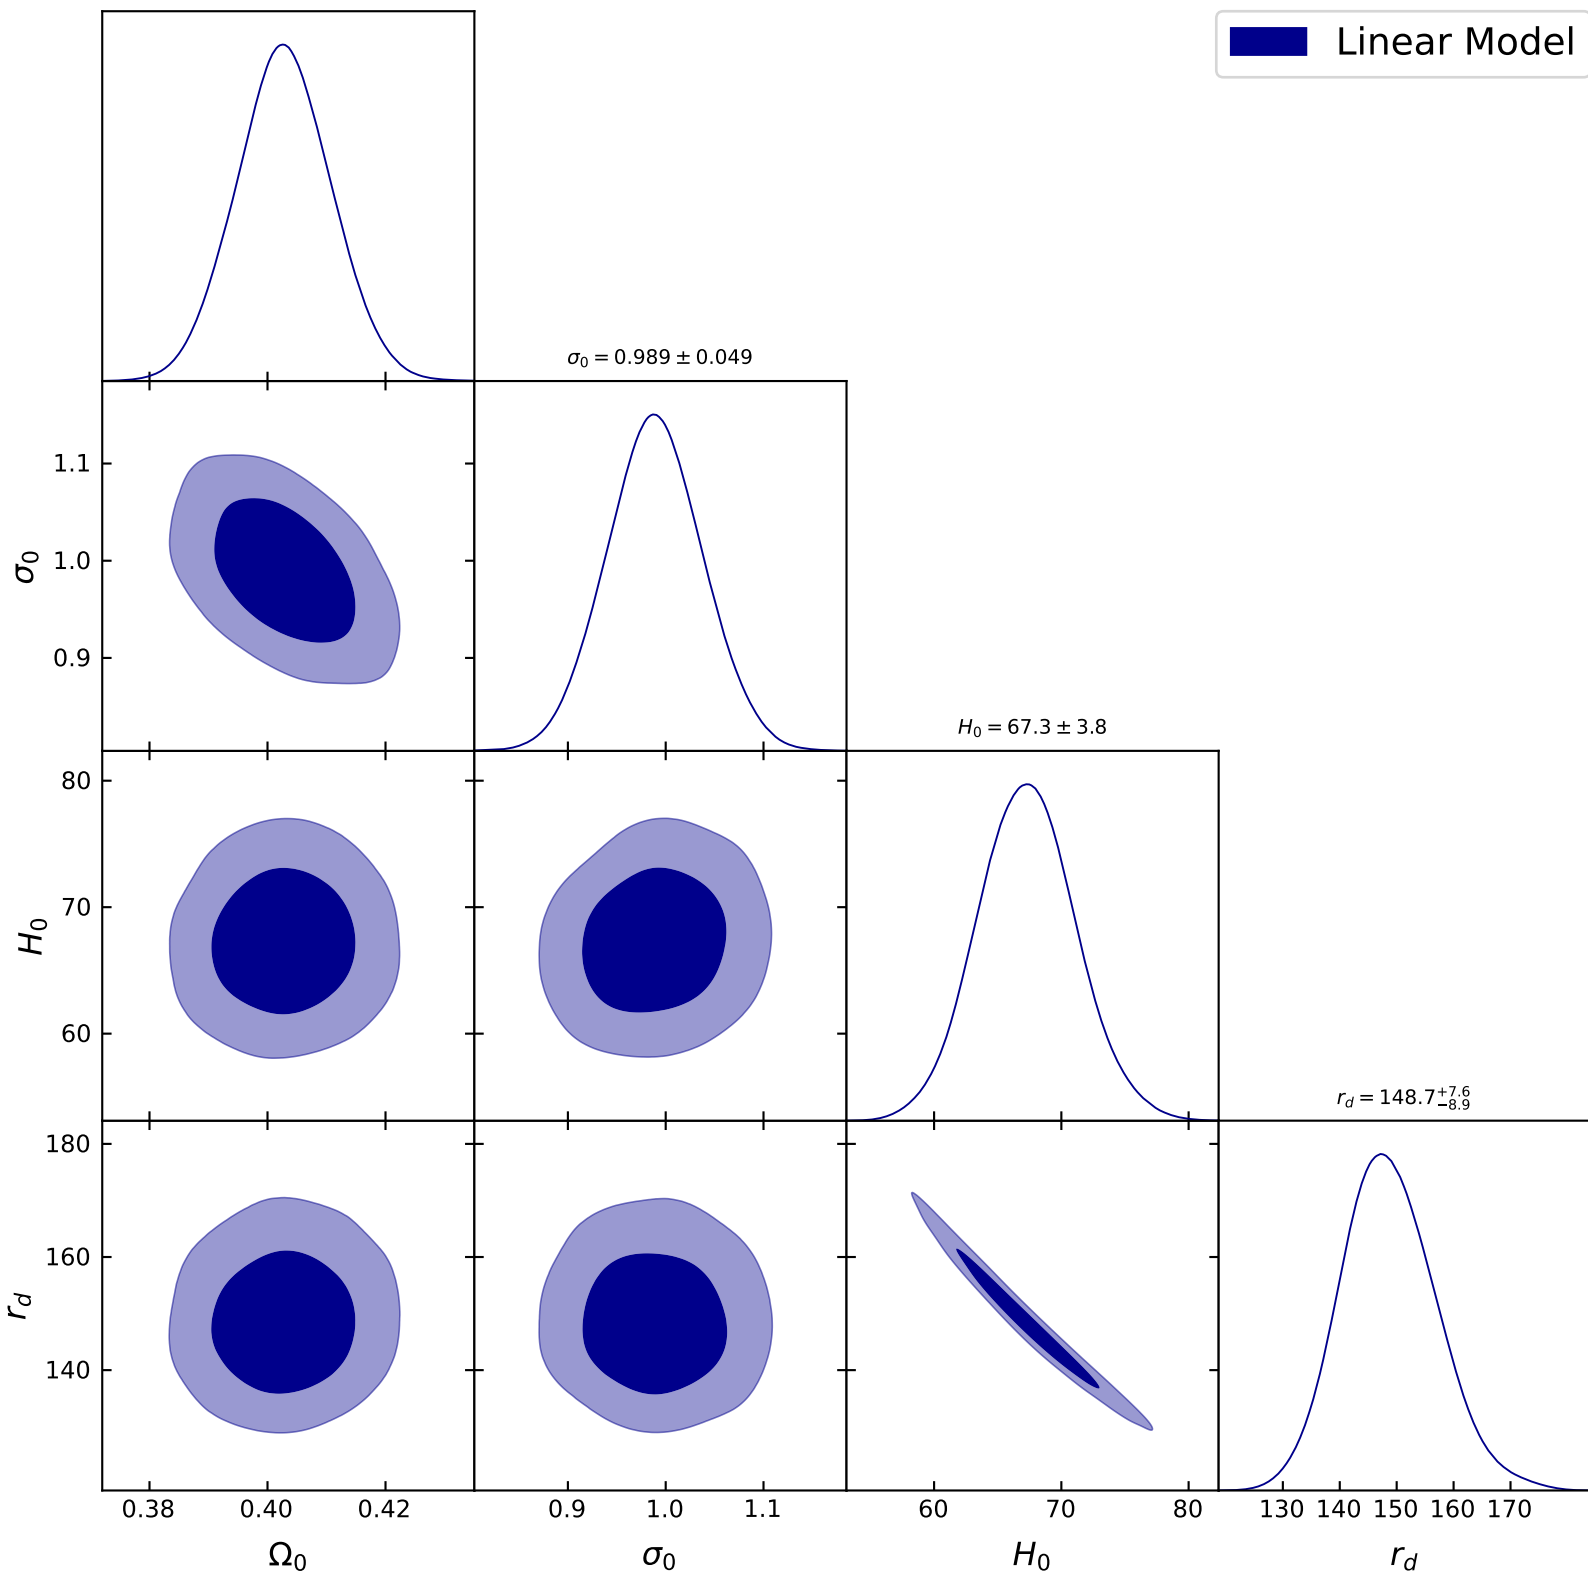 Linear Model
σ₀ = 0.989 ± 0.049
1.1
1.0
0.9
σ₀
H₀ = 67.3 ± 3.8
80
70
60
H₀
r_d = 148.7^{+7.6}_{-8.9}
180
160
140
r_d
0.38 0.40 0.42 0.9 1.0 1.1 60 70 80 130 140 150 160 170
Ω₀ σ₀ H₀ r_d